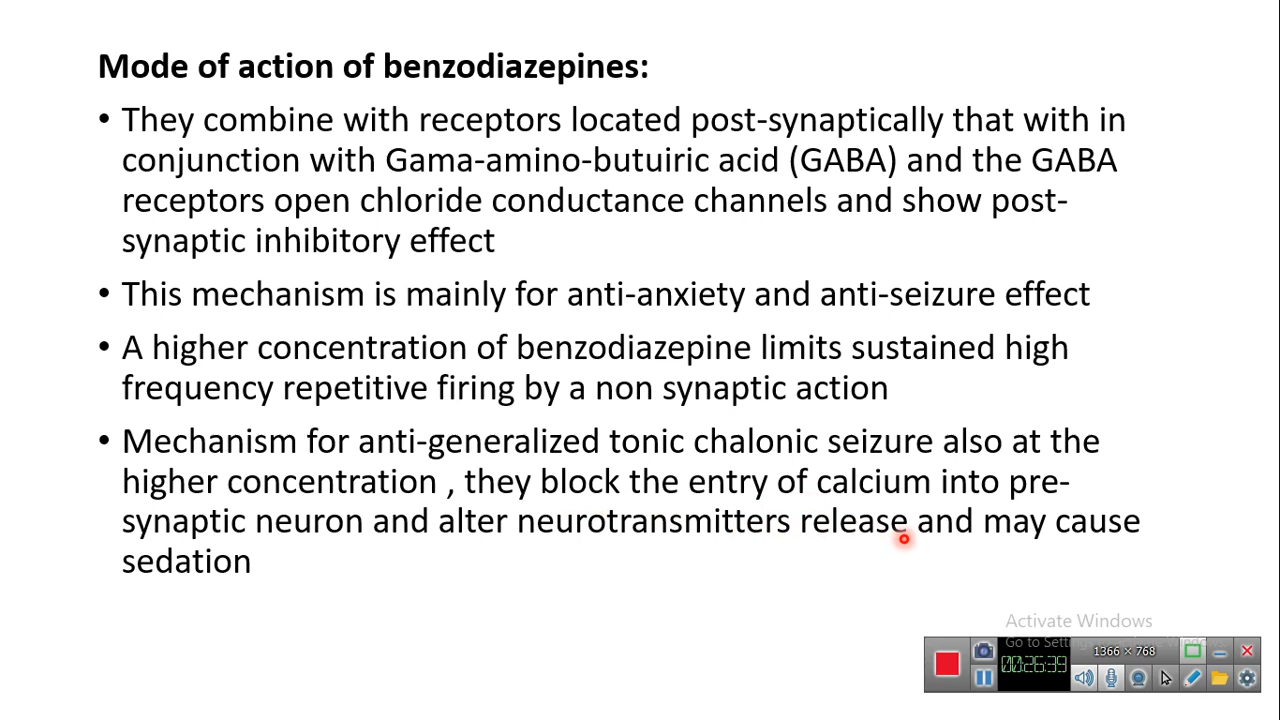 Mode of action of benzodiazepines:
• They combine with receptors located post-synaptically that with in
conjunction with Gama-amino-butuiric acid (GABA) and the GABA
receptors open chloride conductance channels and show post-
synaptic inhibitory effect
• This mechanism is mainly for anti-anxiety and anti-seizure effect
• A higher concentration of benzodiazepine limits sustained high
frequency repetitive firing by a non synaptic action
• Mechanism for anti-generalized tonic chalonic seizure also at the
higher concentration , they block the entry of calcium into pre-
synaptic neuron and alter neurotransmitters release and may cause
sedation
Activate Windows
Go to
1366 × 768
00:26:39